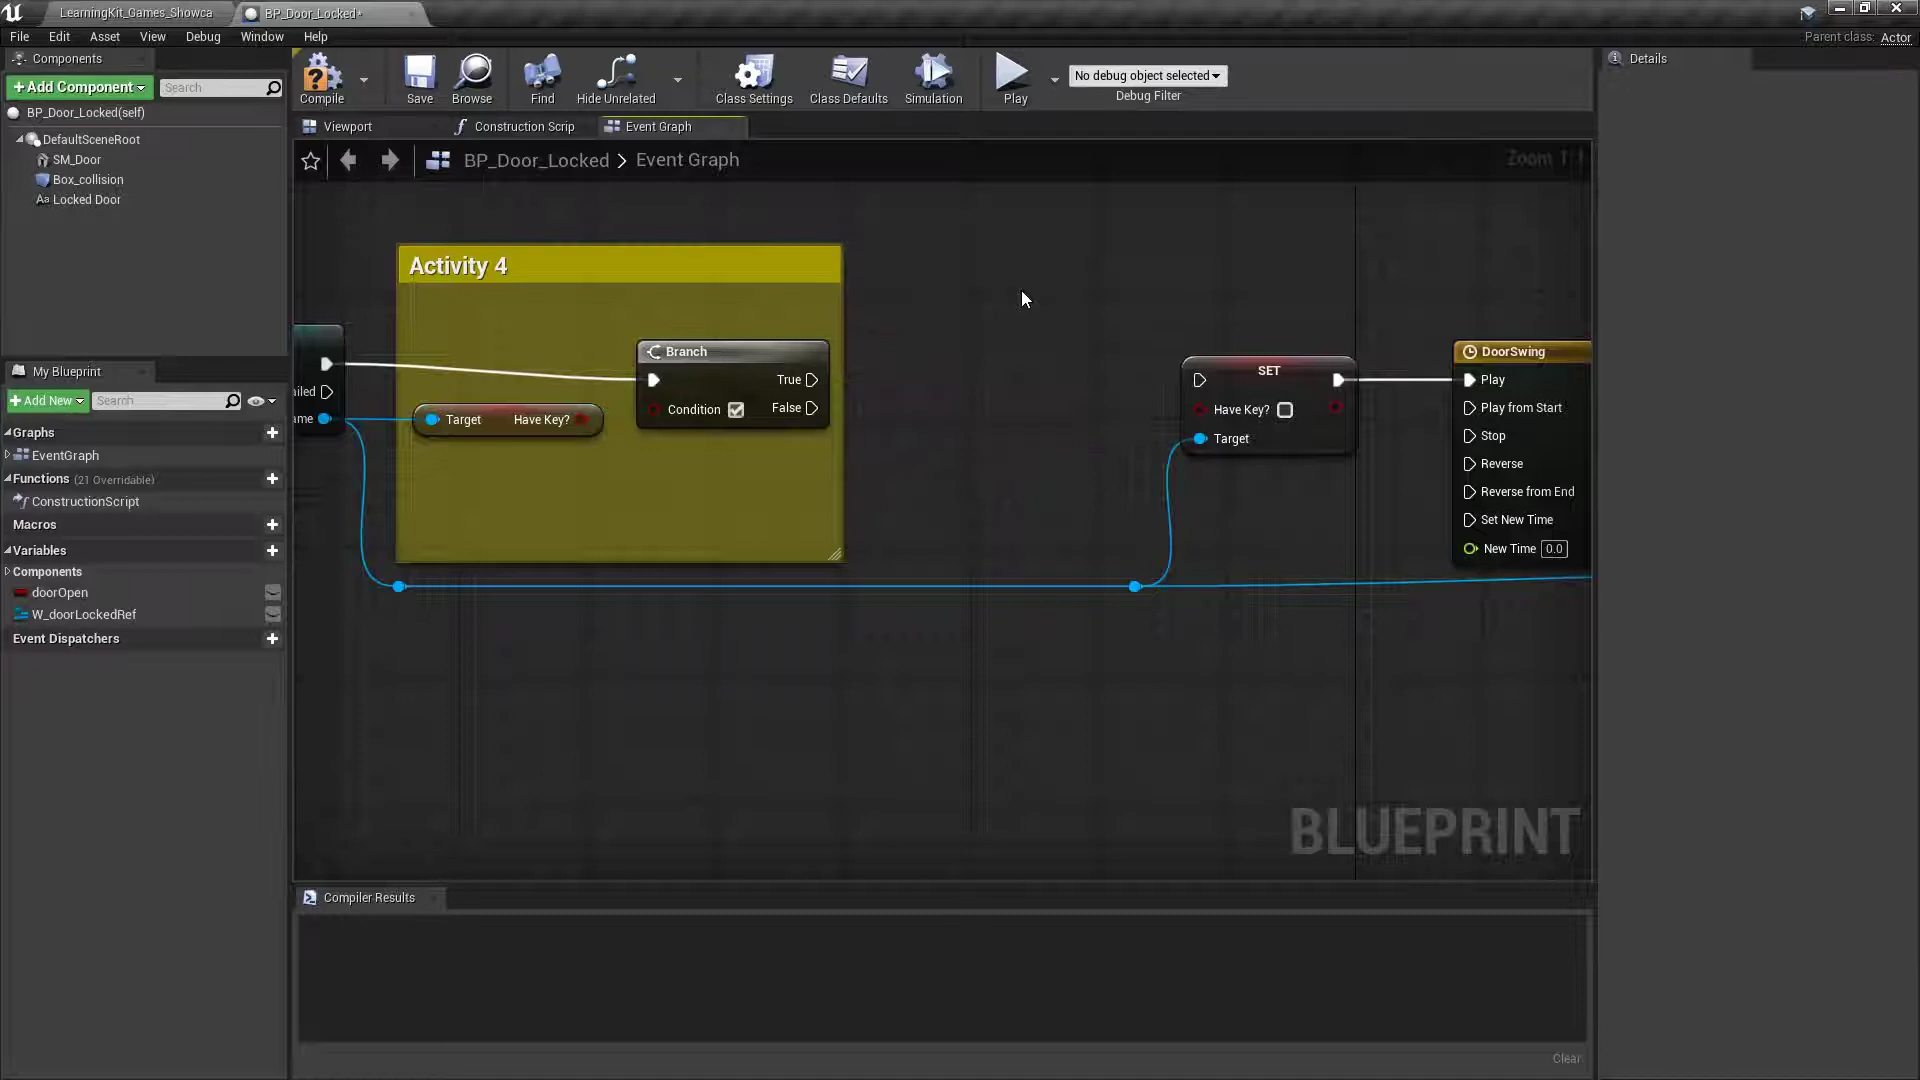 LearningKit_Games_Showca
BP_Door_Locked*
File Edit Asset View Debug Window Help
Parent class: Actor
Components
+Add Component
Search
BP_Door_Locked(self)
DefaultSceneRoot
SM_Door
Box_collision
Locked Door
Compile
Save
Browse
Find
Hide Unrelated
Class Settings
Class Defaults
Simulation
Play
No debug object selected
Debug Filter
Details
Viewport
Construction Scrip
Event Graph
BP_Door_Locked > Event Graph
Activity 4
Branch
True
Condition
False
ailed
ame
Target Have Key?
SET
Have Key?
Target
DoorSwing
Play
Play from Start
Stop
Reverse
Reverse from End
Set New Time
New Time 0.0
BLUEPRINT
My Blueprint
+Add New
Search
Graphs
EventGraph
Functions (21 Overridable)
ConstructionScript
Macros
Variables
Components
doorOpen
W_doorLockedRef
Event Dispatchers
Compiler Results
Clear